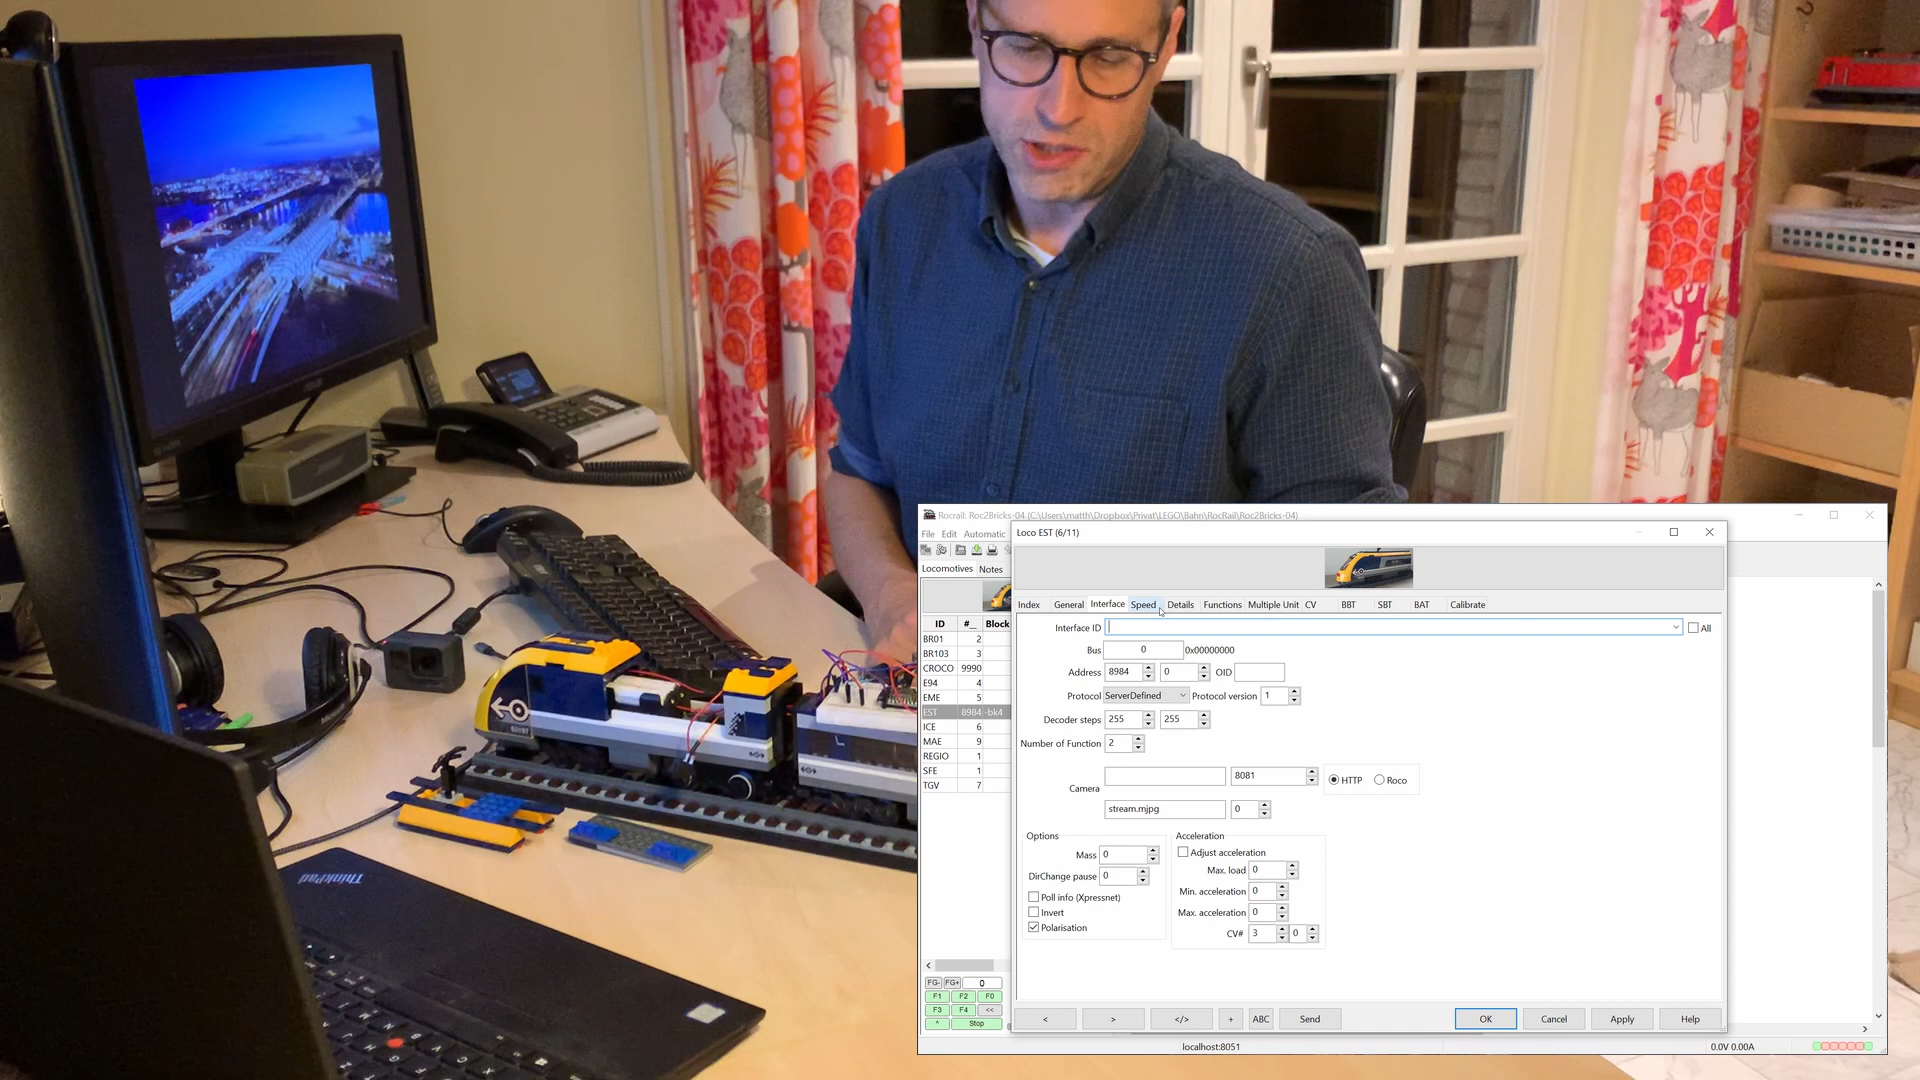 Rocrail: Roc2Bricks-04 (C:\Users\matth\Dropbox\Privat\LEGO\Bahn\RocRail\Roc2Bricks-04)
File Edit Automatic
Loco EST (6/11)
Locomotives Notes
Index General Interface Speed Details Functions Multiple Unit CV BBT SBT BAT Calibrate
ID #_ Block
BR01 2
BR103 3
CROCO 9990
E94 4
EME 5
EST 8984 -bk4
ICE 6
MAE 9
REGIO 1
SFE 1
TGV 7
Interface ID All
Bus 0 0x00000000
Address 8984 0 OID
Protocol ServerDefined Protocol version 1
Decoder steps 255 255
Number of Function 2
Camera 8081 HTTP Roco
stream.mjpg 0
Options
Mass 0
DirChange pause 0
Poll info (Xpressnet)
Invert
Polarisation
Acceleration
Adjust acceleration
Max. load 0
Min. acceleration 0
Max. acceleration 0
CV# 3 0
FG- FG+ 0
F1 F2 F0
F3 F4 <<
^ Stop
< > </> + ABC Send OK Cancel Apply Help
localhost:8051 0.0V 0.00A
60197
ThinkPad